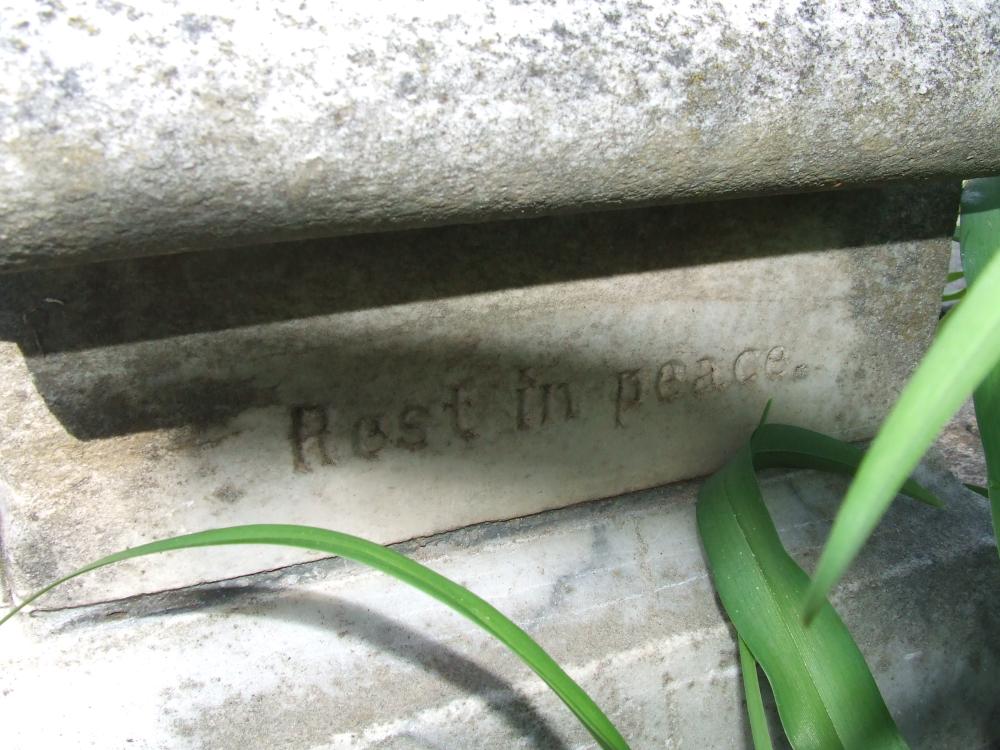 Rest in peace.